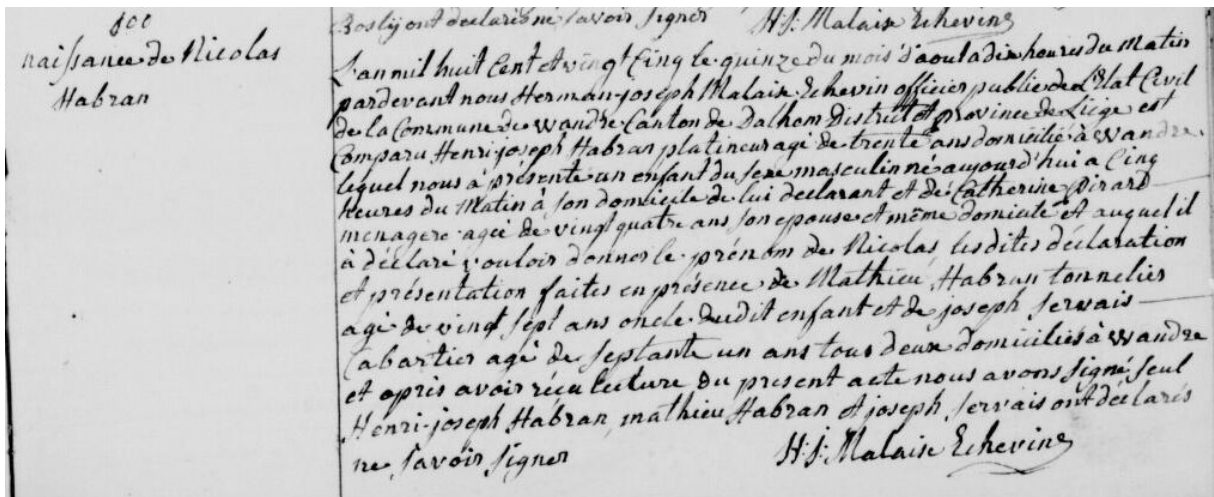 100
naissance de Nicolas
Habran
Bosly ont declaré ne savoir signer H: J: Malaise Echevins
L'an mil huit Cent et vingt Cinq le quinze du mois d'aout a dix heures du Matin
pardevant nous Herman-joseph Malaise Echevin officier public de L'Etat Civil
de la Commune de wandre Canton de Dalhem District et province de Liège est
Comparu Henri-joseph Habran platineur agé de trente ans domicilié à wandre
lequel nous à présenté un enfant du sexe masculin né aujourd'hui a Cinq
heures du Matin à son domicile de lui declarant et de Catherine Pirard
menagere agée de vingt quatre ans son epouse et même domicile et auquel il
à déclaré vouloir donner le prénom de Nicolas lesdites déclaration
et présentation faites en présence de Mathieu Habran tonnelier
agé de vingt sept ans oncle dudit enfant et de joseph servais
Cabartier agé de septante un ans tous deux domiciliés à wandre
et après avoir reçu lecture du present acte nous avons signé seul
Henri-joseph Habran, mathieu Habran et joseph servais ont déclarés
ne savoir signer H: J: Malaise Echevins